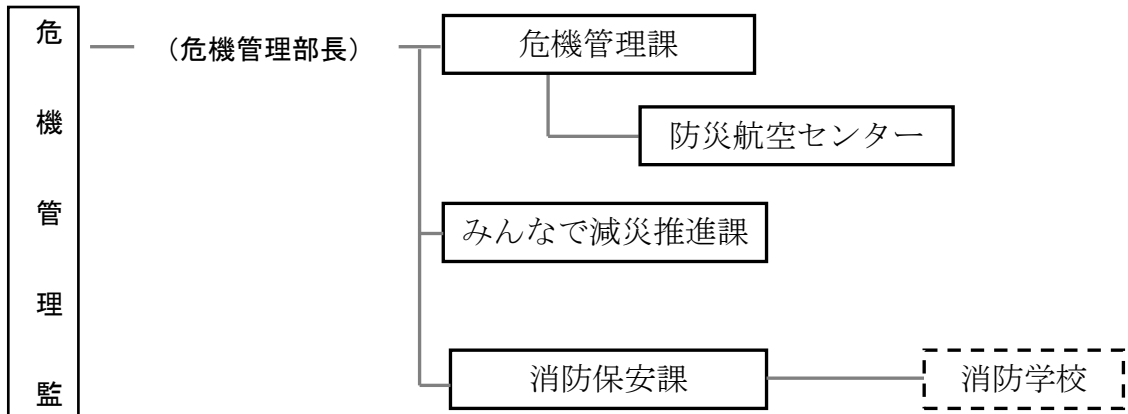 危機管理監
（危機管理部長）
危機管理課
防災航空センター
みんなで減災推進課
消防保安課
消防学校